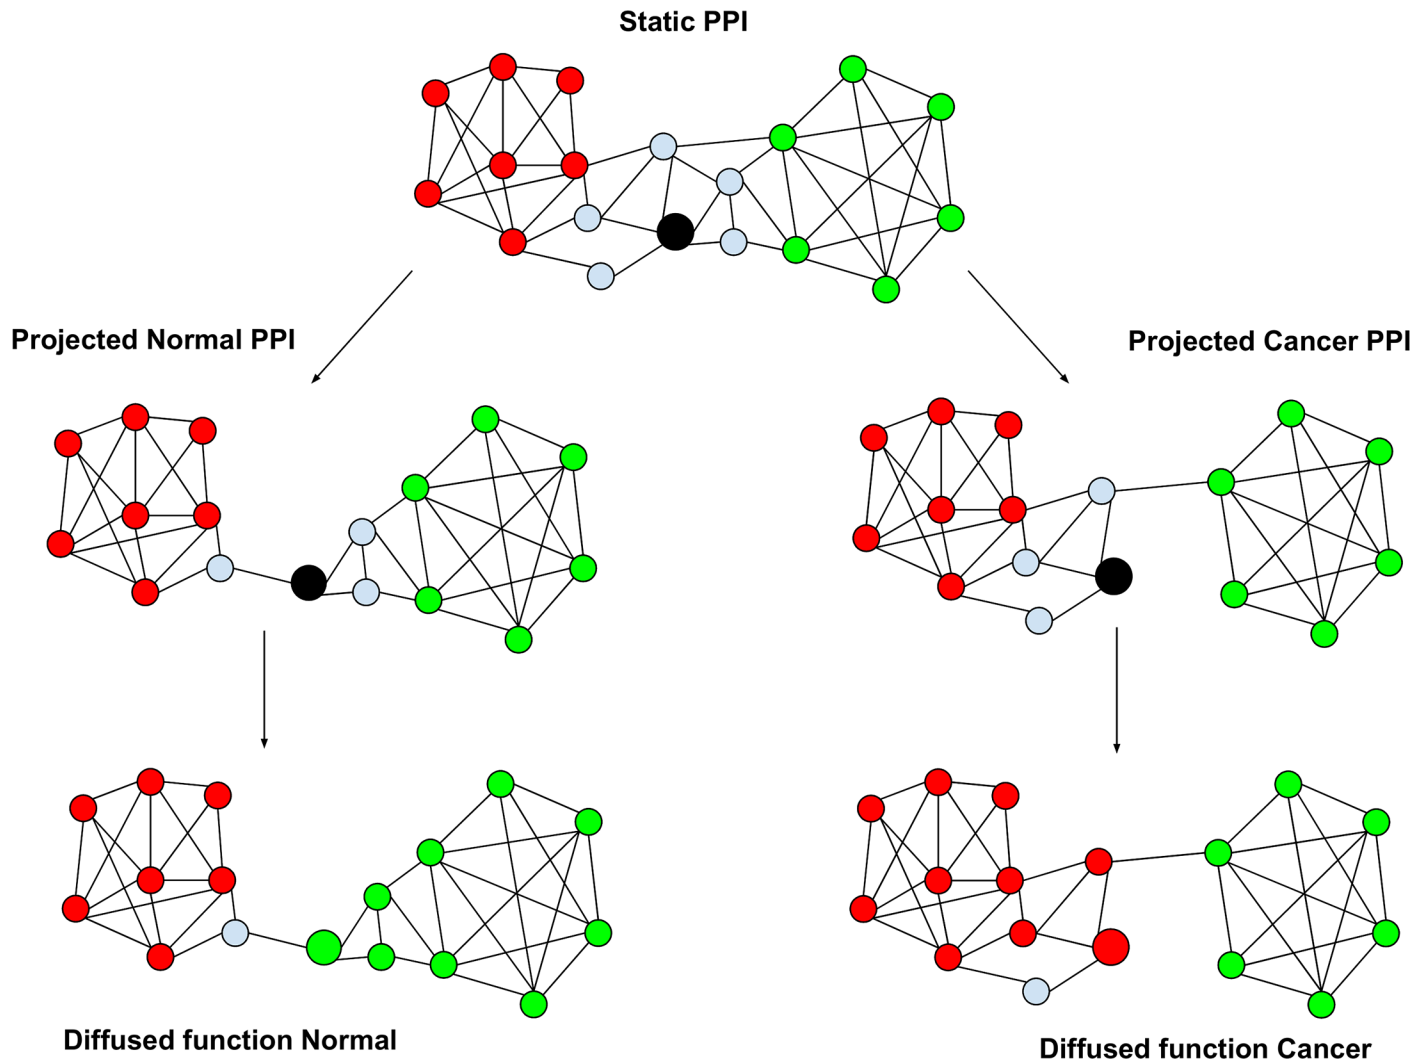 Static PPI
Projected Normal PPI
Projected Cancer PPI
Diffused function Normal
Diffused function Cancer